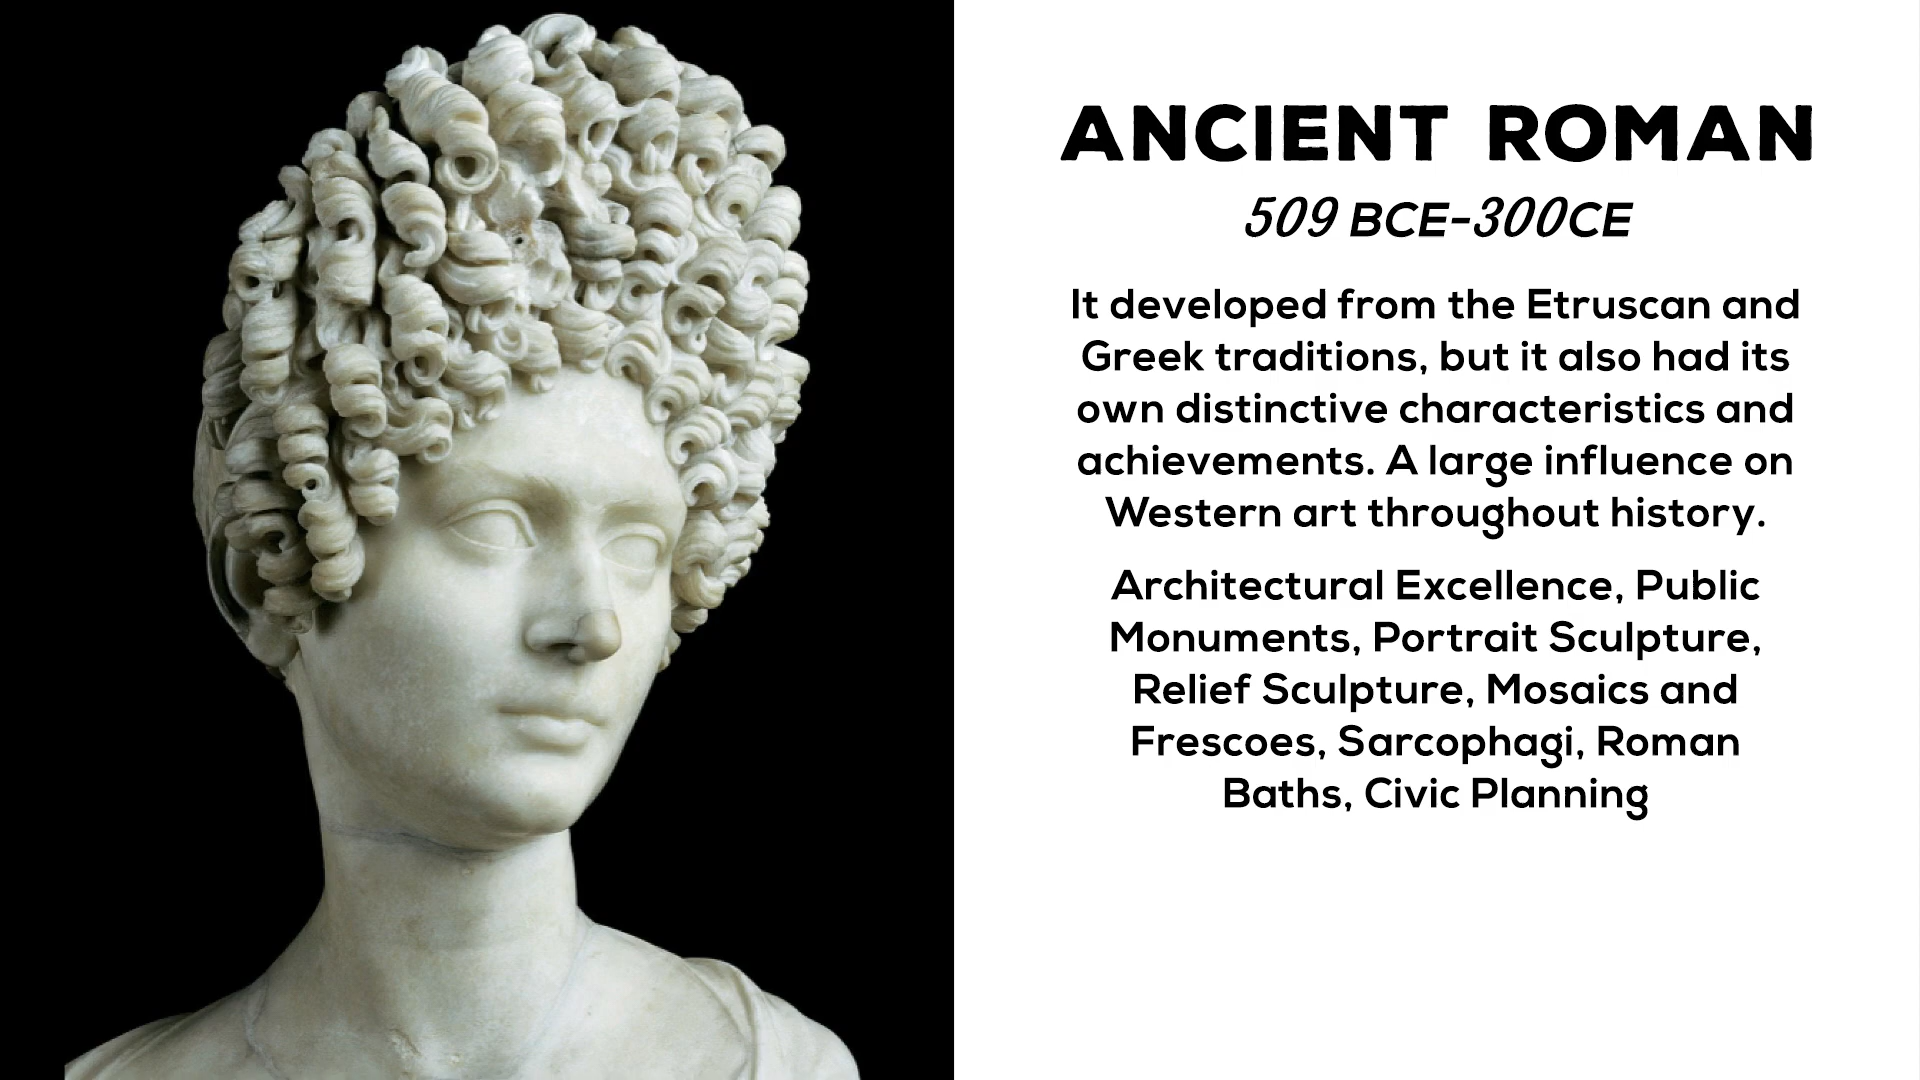 ANCIENT ROMAN
509 BCE-300CE
It developed from the Etruscan and
Greek traditions, but it also had its
own distinctive characteristics and
achievements. A large influence on
Western art throughout history.
Architectural Excellence, Public
Monuments, Portrait Sculpture,
Relief Sculpture, Mosaics and
Frescoes, Sarcophagi, Roman
Baths, Civic Planning